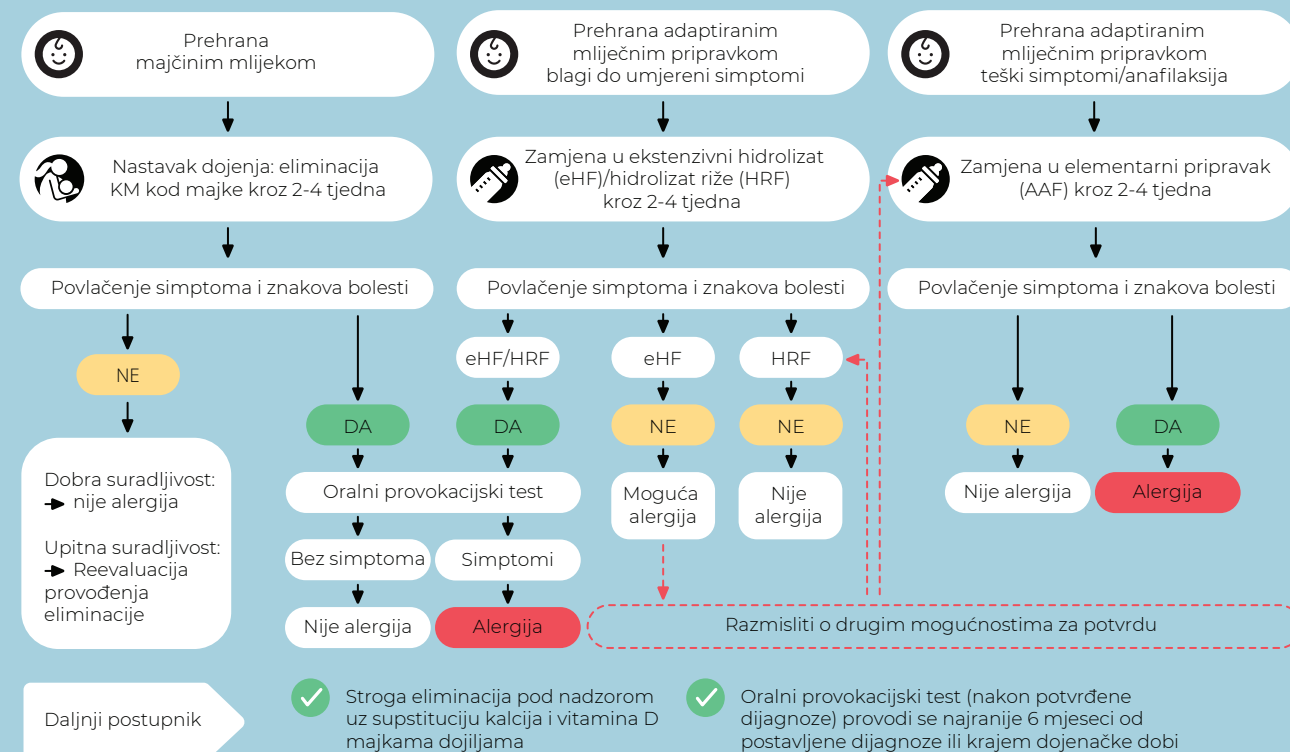 Prehrana
majčinim mlijekom
Prehrana adaptiranim
mliječnim pripravkom
blagi do umjereni simptomi
Prehrana adaptiranim
mliječnim pripravkom
teški simptomi/anafilaksija
Nastavak dojenja: eliminacija
KM kod majke kroz 2-4 tjedna
Zamjena u ekstenzivni hidrolizat
(eHF)/hidrolizat riže (HRF)
kroz 2-4 tjedna
Zamjena u elementarni pripravak
(AAF) kroz 2-4 tjedna
Povlačenje simptoma i znakova bolesti
Povlačenje simptoma i znakova bolesti
Povlačenje simptoma i znakova bolesti
NE
eHF/HRF
eHF
HRF
DA
DA
NE
NE
NE
DA
Dobra suradljivost:
nije alergija
Upitna suradljivost:
Reevaluacija
provođenja
eliminacije
Oralni provokacijski test
Moguća
alergija
Nije
alergija
Nije alergija
Alergija
Bez simptoma
Simptomi
Nije alergija
Alergija
Razmisliti o drugim mogućnostima za potvrdu
Daljnji postupnik
Stroga eliminacija pod nadzorom
uz supstituciju kalcija i vitamina D
majkama dojiljama
Oralni provokacijski test (nakon potvrđene
dijagnoze) provodi se najranije 6 mjeseci od
postavljene dijagnoze ili krajem dojenačke dobi